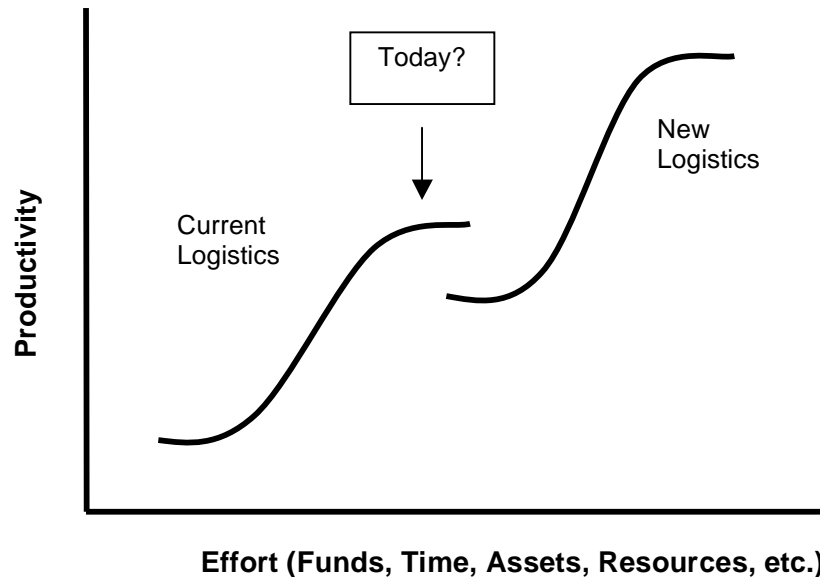 Today?
New
Logistics
Current
Logistics
Productivity
Effort (Funds, Time, Assets, Resources, etc.)